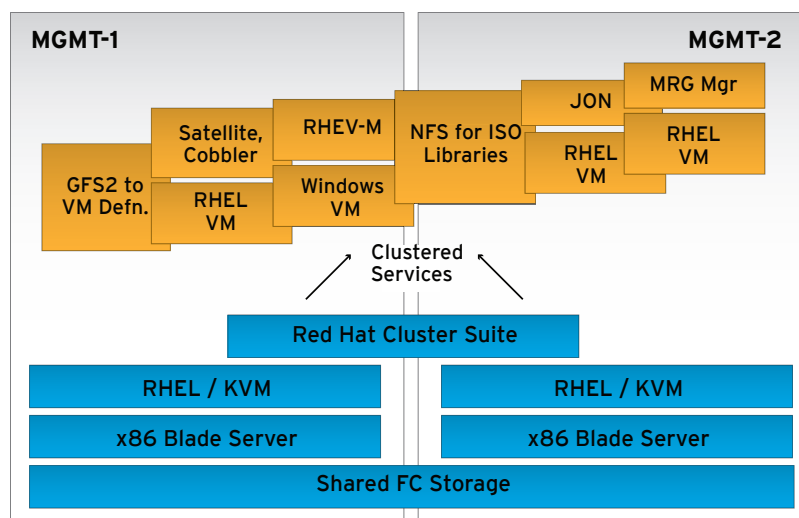 MGMT-1
MGMT-2
GFS2 to
VM Defn.
Satellite,
Cobbler
RHEL
VM
RHEV-M
Windows
VM
NFS for ISO
Libraries
JON
RHEL
VM
MRG Mgr
RHEL
VM
Clustered
Services
Red Hat Cluster Suite
RHEL / KVM
RHEL / KVM
x86 Blade Server
x86 Blade Server
Shared FC Storage